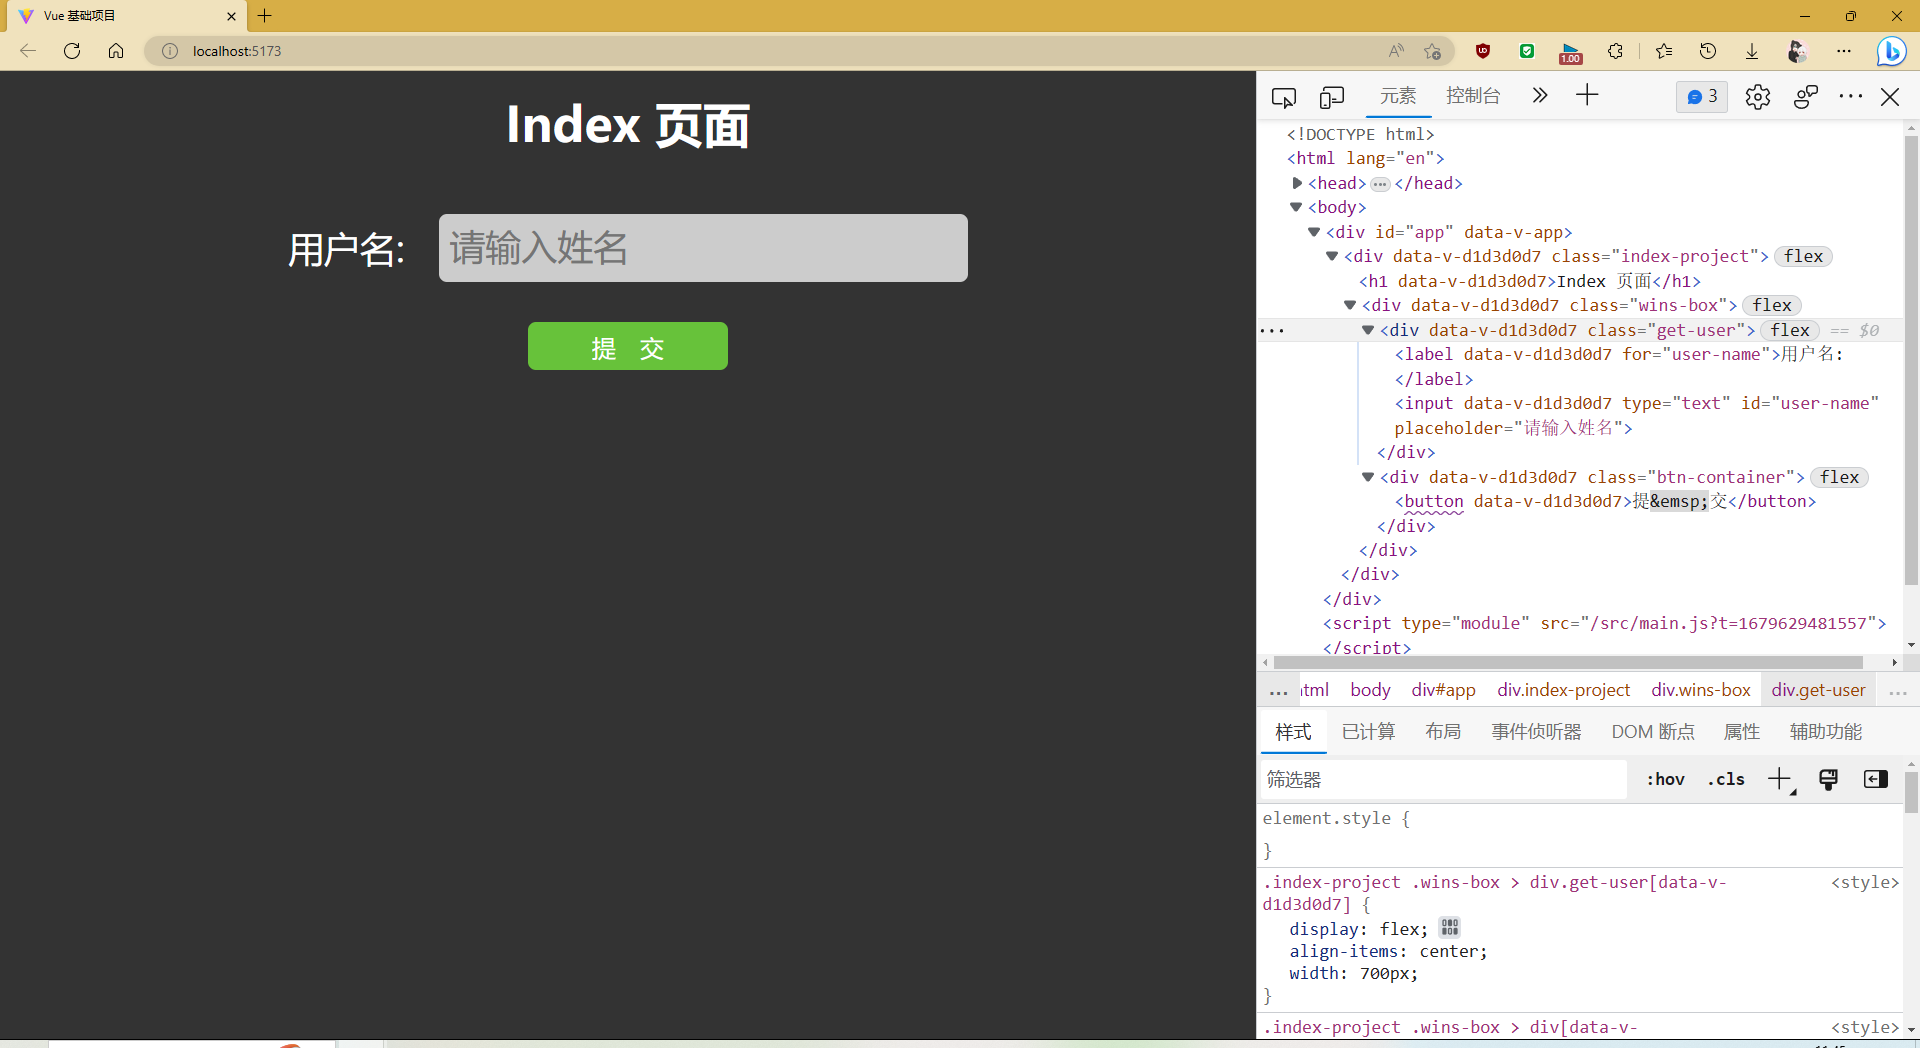 Vue 基础项目
localhost:5173
1.00
Index 页面
用户名:
请输入姓名
提 交
元素 控制台 3
<!DOCTYPE html>
<html lang="en">
<head> ••• </head>
<body>
<div id="app" data-v-app>
<div data-v-d1d3d0d7 class="index-project"> flex
<h1 data-v-d1d3d0d7>Index 页面</h1>
<div data-v-d1d3d0d7 class="wins-box"> flex
<div data-v-d1d3d0d7 class="get-user"> flex == $0
<label data-v-d1d3d0d7 for="user-name">用户名:
</label>
<input data-v-d1d3d0d7 type="text" id="user-name"
placeholder="请输入姓名">
</div>
<div data-v-d1d3d0d7 class="btn-container"> flex
<button data-v-d1d3d0d7>提&emsp;交</button>
</div>
</div>
</div>
</div>
<script type="module" src="/src/main.js?t=1679629481557">
</script>
... tml body div#app div.index-project div.wins-box div.get-user ...
样式 已计算 布局 事件侦听器 DOM 断点 属性 辅助功能
筛选器 :hov .cls
element.style {
}
.index-project .wins-box > div.get-user[data-v- <style>
d1d3d0d7] {
display: flex;
align-items: center;
width: 700px;
}
.index-project .wins-box > div[data-v- <style>